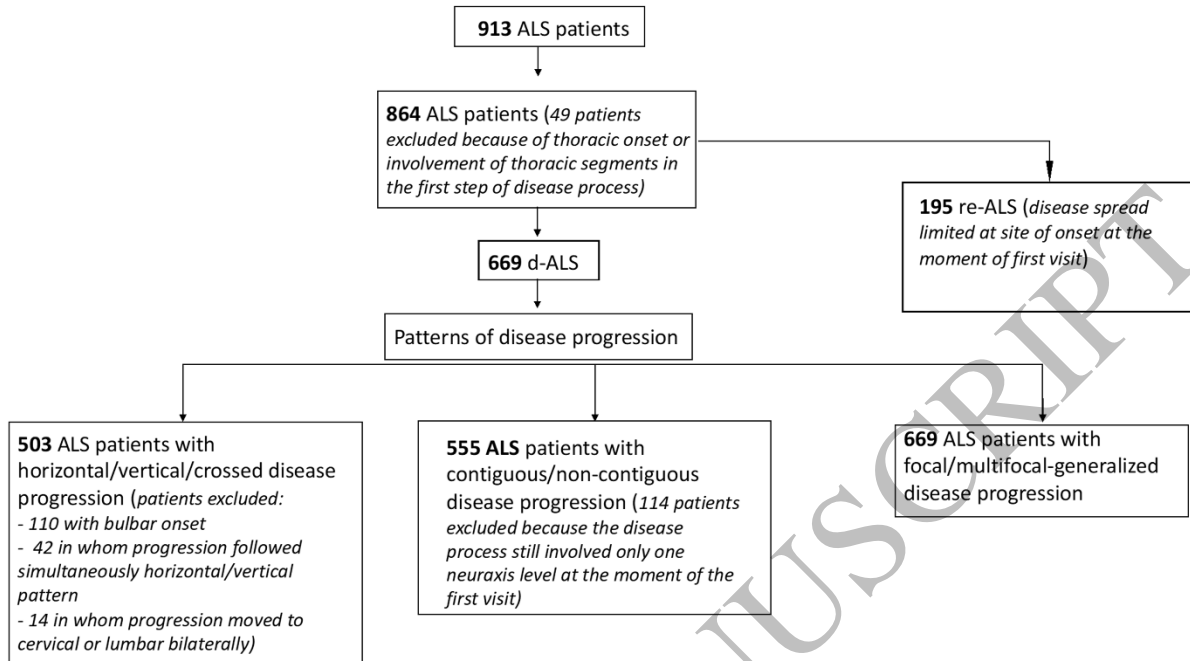 913 ALS patients
864 ALS patients (49 patients
excluded because of thoracic onset or
involvement of thoracic segments in
the first step of disease process)
195 re-ALS (disease spread
limited at site of onset at the
moment of first visit)
669 d-ALS
Patterns of disease progression
503 ALS patients with
horizontal/vertical/crossed disease
progression (patients excluded:
- 110 with bulbar onset
- 42 in whom progression followed
simultaneously horizontal/vertical
pattern
- 14 in whom progression moved to
cervical or lumbar bilaterally)
555 ALS patients with
contiguous/non-contiguous
disease progression (114 patients
excluded because the disease
process still involved only one
neuraxis level at the moment of the
first visit)
669 ALS patients with
focal/multifocal-generalized
disease progression
NUSCRIPT